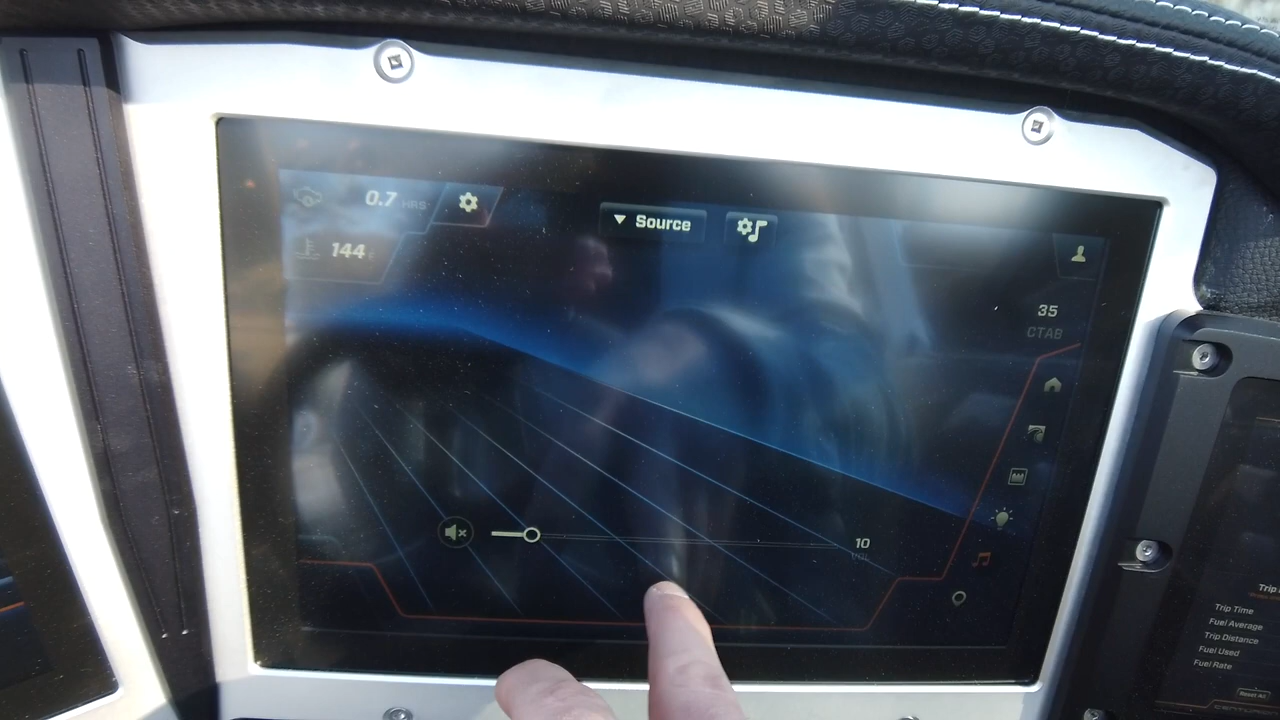 0.7 HRS
144
Source
35
CTAB
10
VOL
Trip Time
Fuel Average
Trip Distance
Fuel Used
Fuel Rate
Reset All